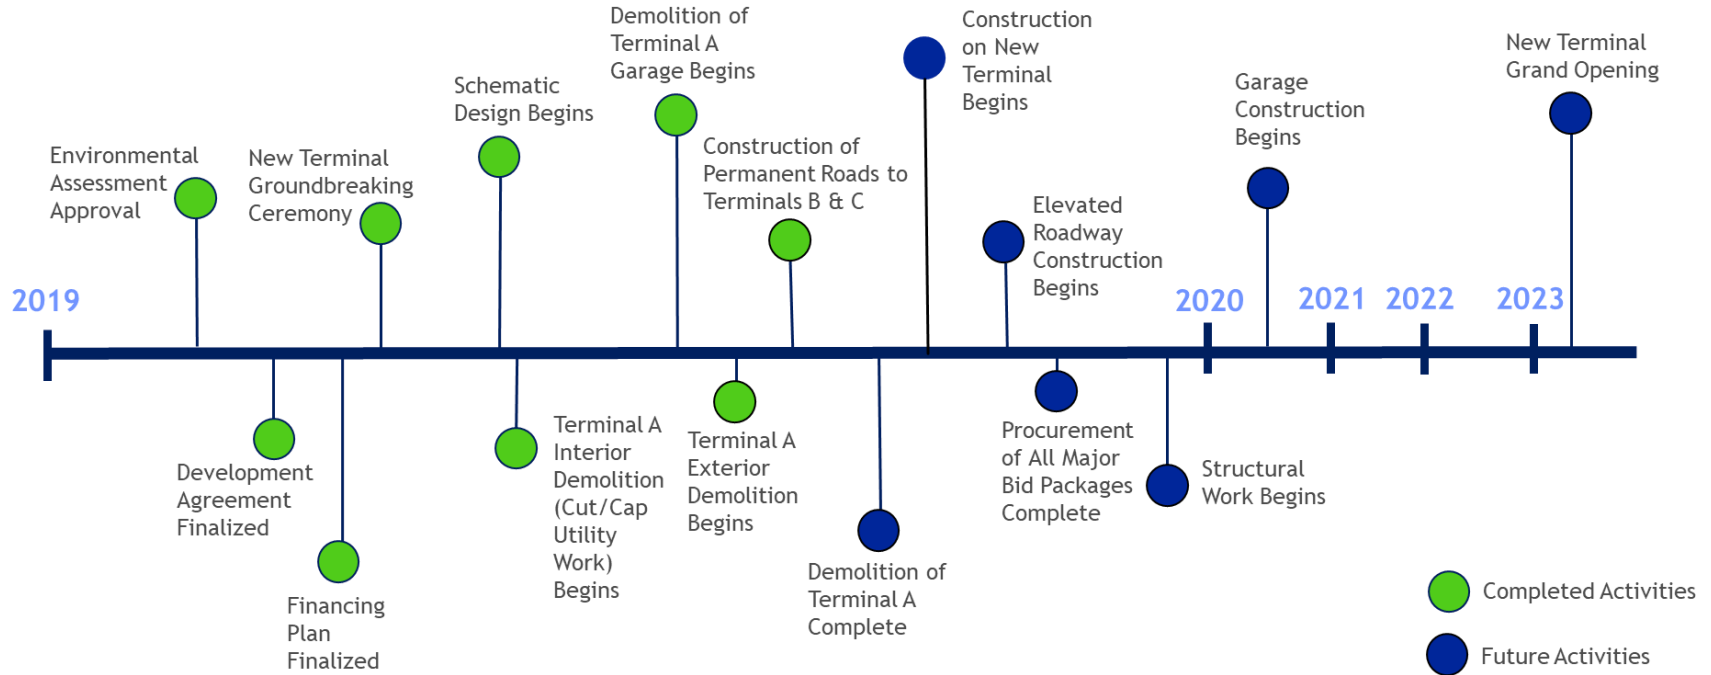 Environmental
Assessment
Approval
New Terminal
Groundbreaking
Ceremony
Schematic
Design Begins
Demolition of
Terminal A
Garage Begins
Construction of
Permanent Roads to
Terminals B & C
Construction
on New
Terminal
Begins
Elevated
Roadway
Construction
Begins
Garage
Construction
Begins
New Terminal
Grand Opening
2019
2020
2021
2022
2023
Development
Agreement
Finalized
Financing
Plan
Finalized
Terminal A
Interior
Demolition
(Cut/Cap
Utility
Work)
Begins
Terminal A
Exterior
Demolition
Begins
Demolition of
Terminal A
Complete
Procurement
of All Major
Bid Packages
Complete
Structural
Work Begins
Completed Activities
Future Activities